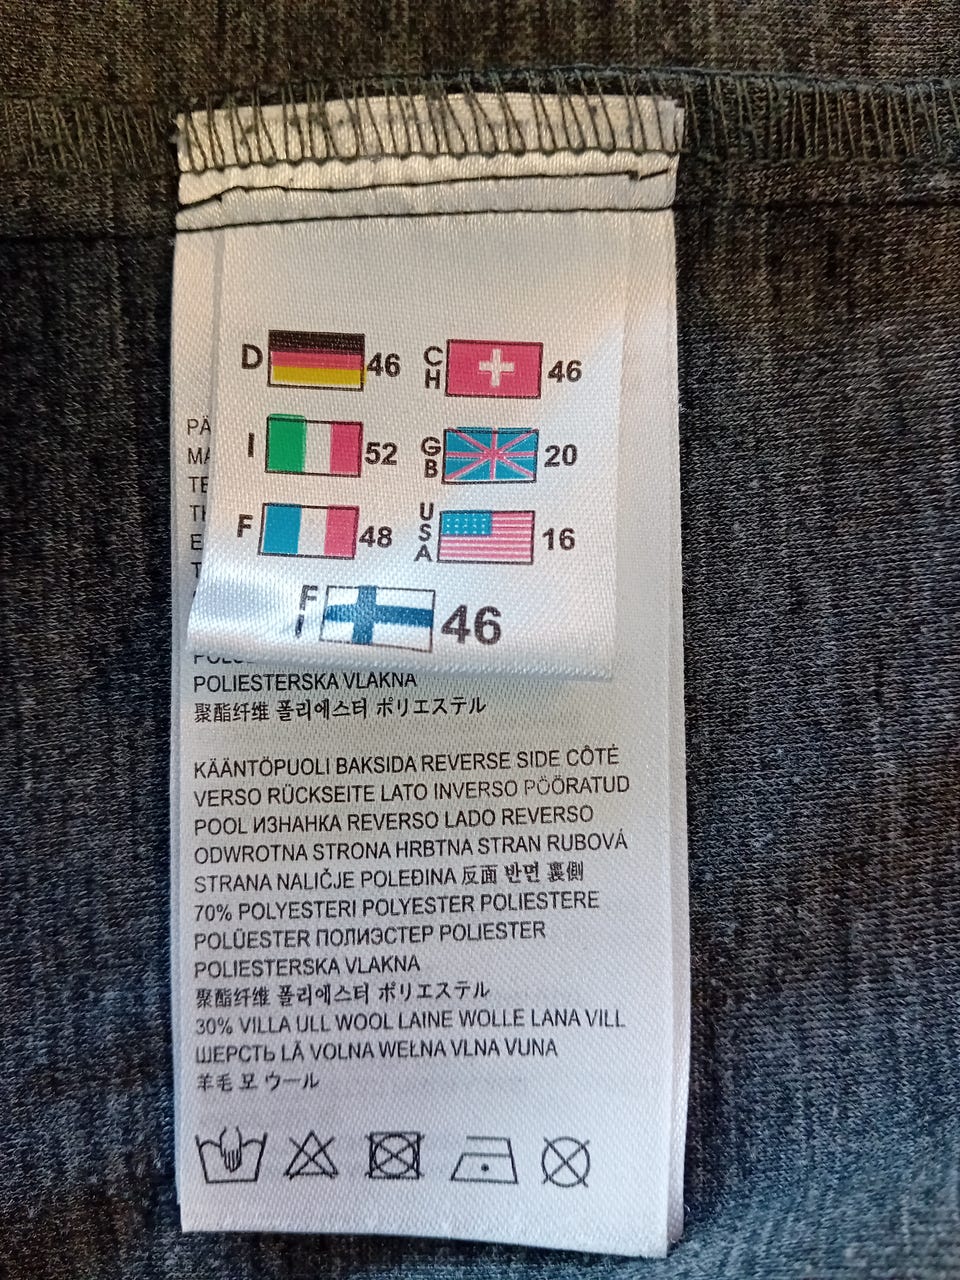 D 46 CH 46
I 52 GB 20
F 48 USA 16
FI 46
POLIESTERSKA VLAKNA
聚酯纤维 폴리에스터 ポリエステル
KÄÄNTÖPUOLI BAKSIDA REVERSE SIDE CÔTÉ
VERSO RÜCKSEITE LATO INVERSO PÖÖRATUD
POOL ИЗНАНКА REVERSO LADO REVERSO
ODWROTNA STRONA HRBTNA STRAN RUBOVÁ
STRANA NALIČJE POLEĐINA 反面 반면 裏側
70% POLYESTERI POLYESTER POLIESTERE
POLÜESTER ПОЛИЭСТЕР POLIESTER
POLIESTERSKA VLAKNA
聚酯纤维 폴리에스터 ポリエステル
30% VILLA ULL WOOL LAINE WOLLE LANA VILL
ШЕРСТЬ LÃ VOLNA WEŁNA VLNA VUNA
羊毛 모 ウール